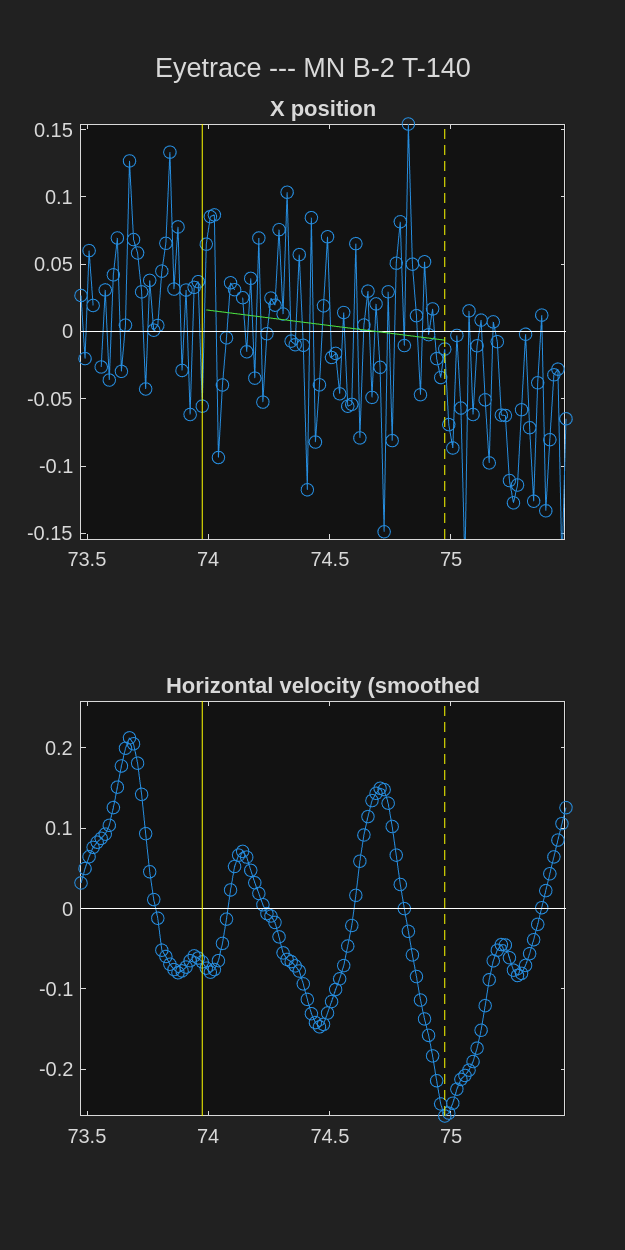 Eyetrace --- MN B-2 T-140
X position
0.15
0.1
0.05
0
-0.05
-0.1
-0.15
73.5 74 74.5 75
Horizontal velocity (smoothed
0.2
0.1
0
-0.1
-0.2
73.5 74 74.5 75